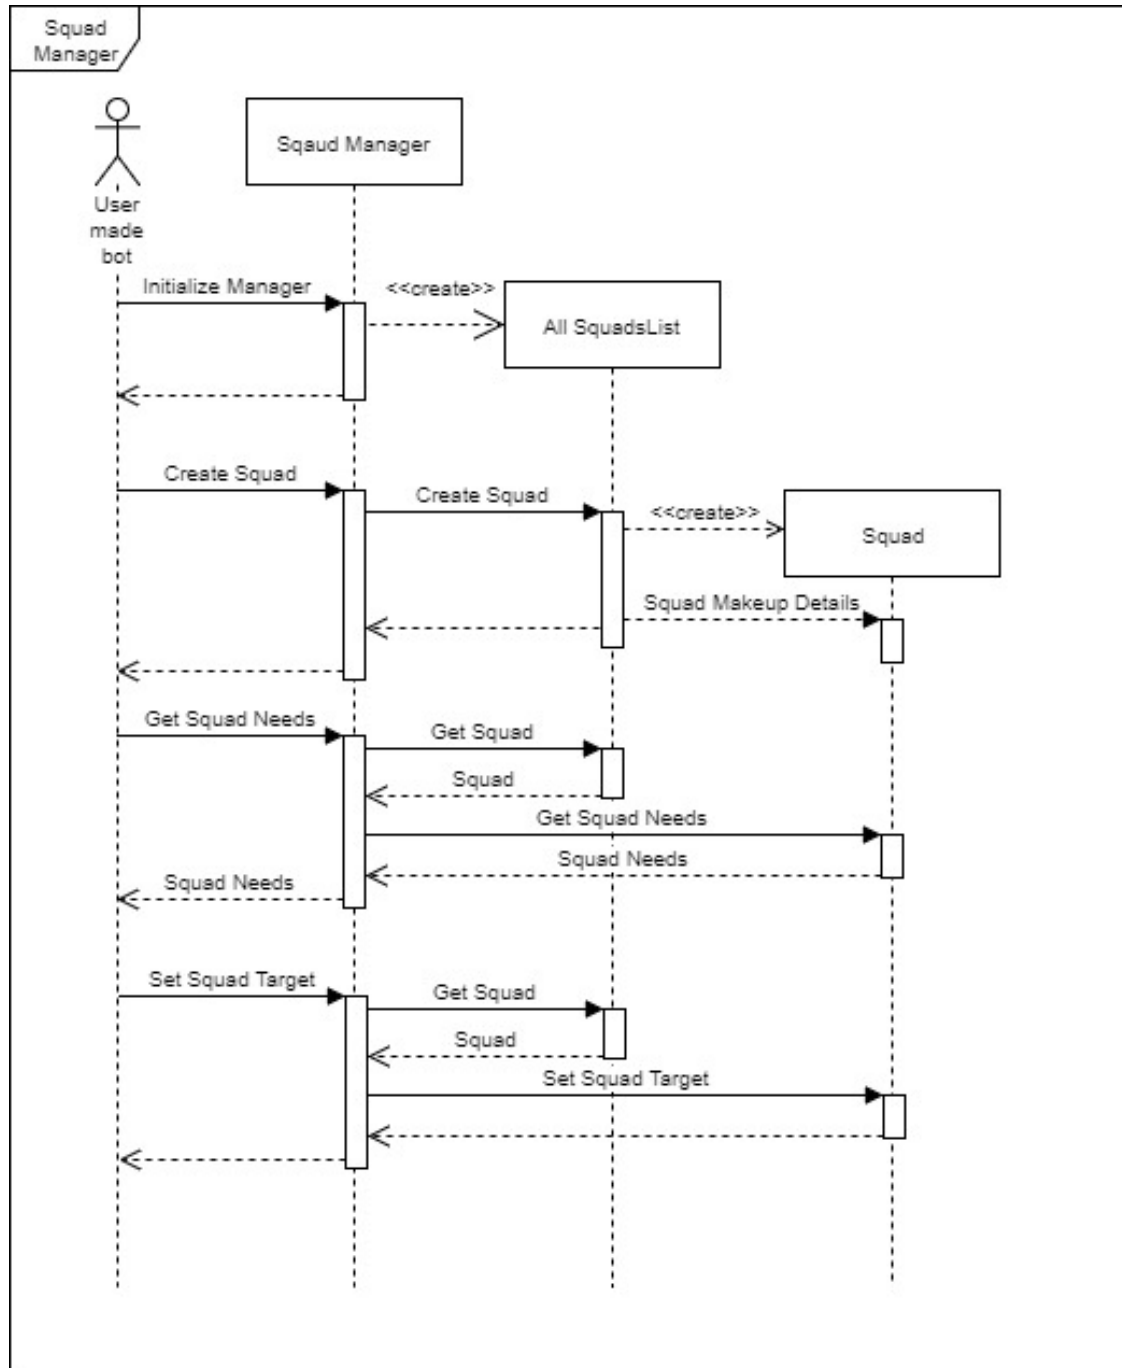 Squad
Manager
Sqaud Manager
User
made
bot
Initialize Manager
<<create>>
All SquadsList
Create Squad
Create Squad
<<create>>
Squad
Squad Makeup Details
Get Squad Needs
Get Squad
Squad
Get Squad Needs
Squad Needs
Squad Needs
Set Squad Target
Get Squad
Squad
Set Squad Target